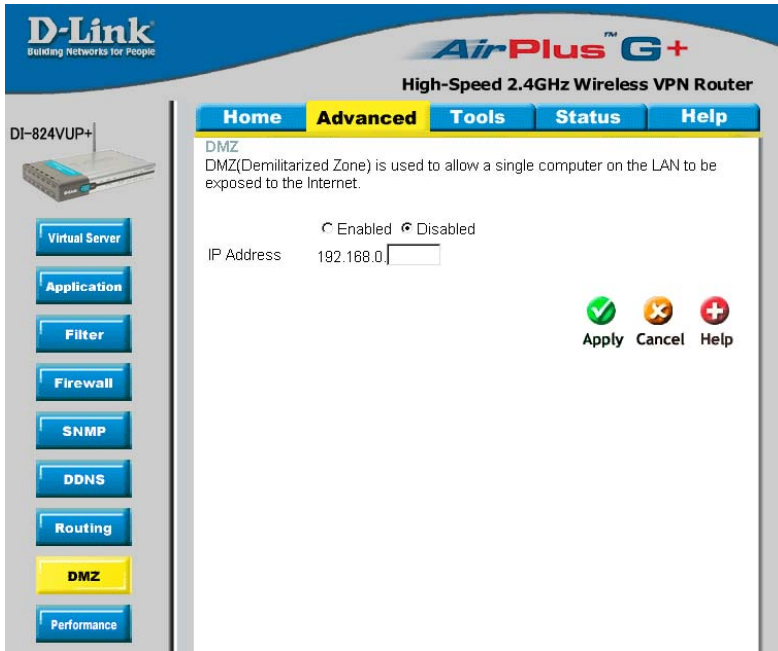 D-Link
Building Networks for People
AirPlus™ G+
High-Speed 2.4GHz Wireless VPN Router
DI-824VUP+
Home
Advanced
Tools
Status
Help
DMZ
DMZ(Demilitarized Zone) is used to allow a single computer on the LAN to be
exposed to the Internet.
Enabled Disabled
IP Address 192.168.0.
Apply Cancel Help
Virtual Server
Application
Filter
Firewall
SNMP
DDNS
Routing
DMZ
Performance